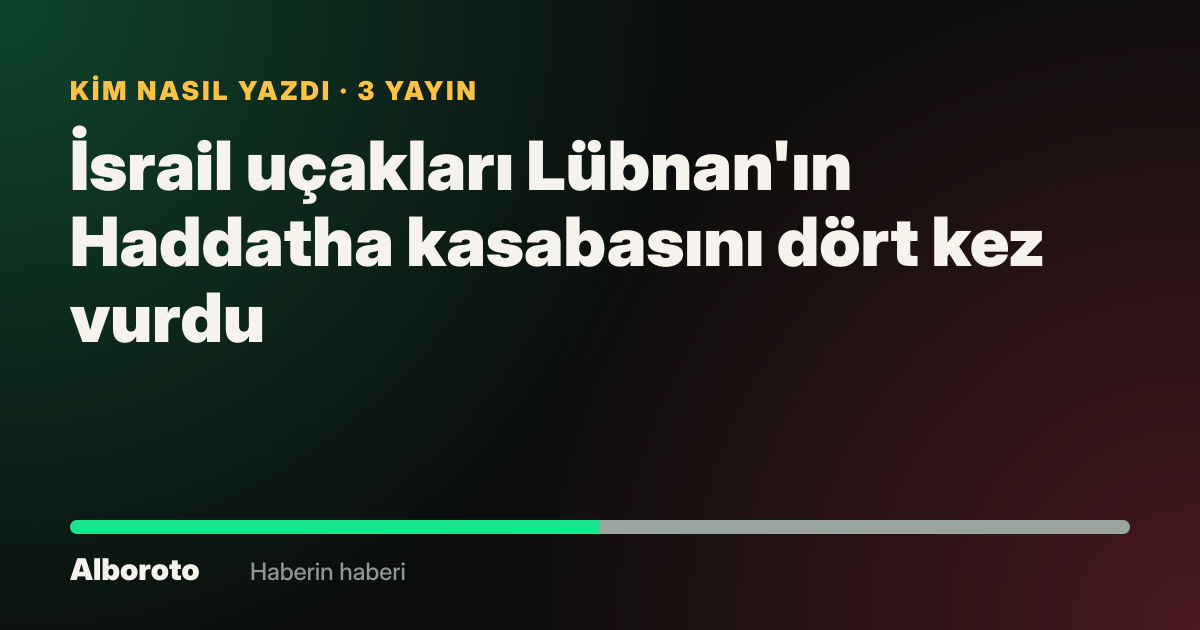 KİM NASIL YAZDI · 3 YAYIN
İsrail uçakları Lübnan'ın
Haddatha kasabasını dört kez
vurdu
Alboroto
Haberin haberi